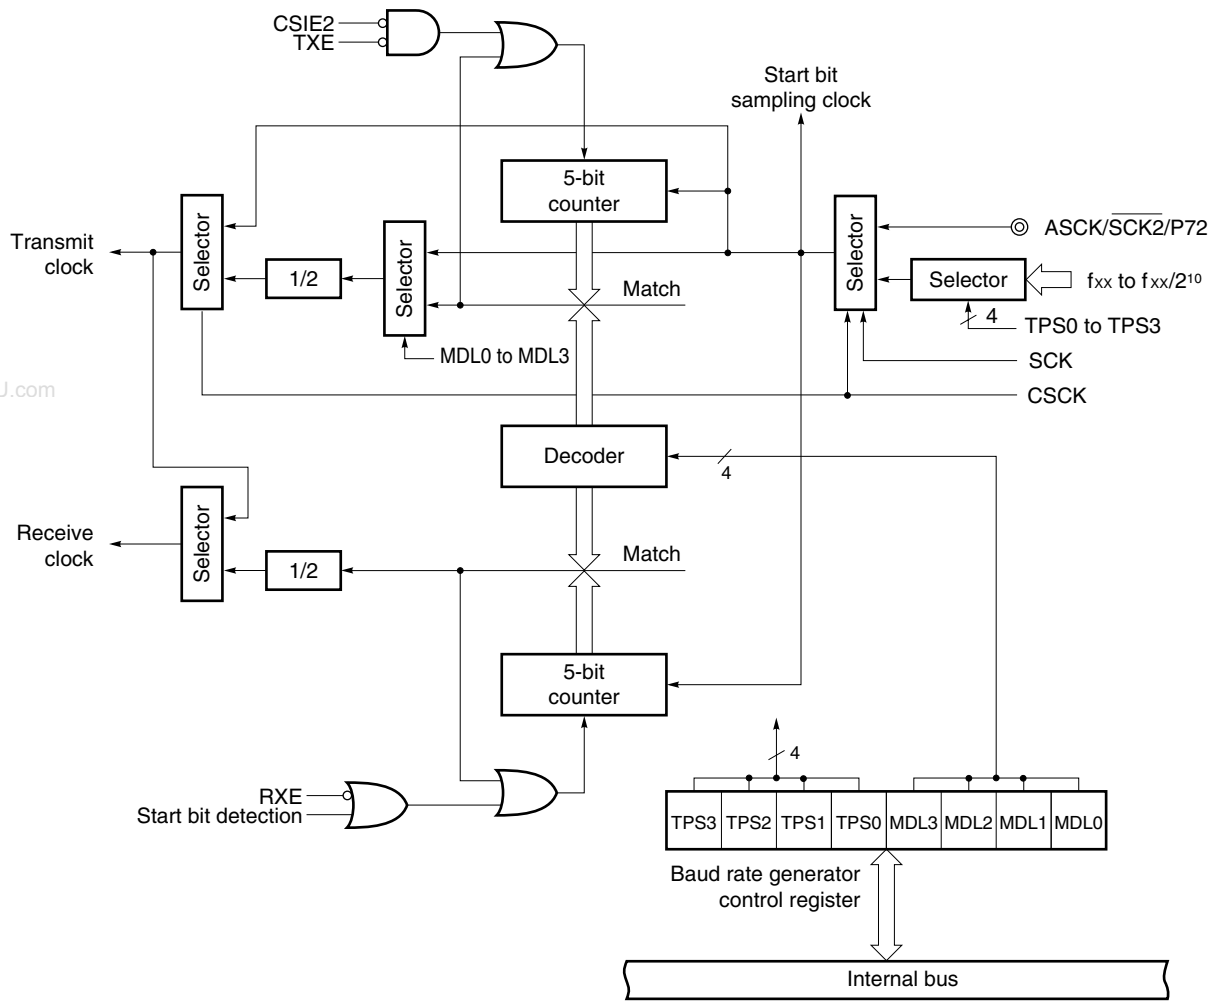 CSIE2
TXE
Start bit
sampling clock
5-bit
counter
Selector
Selector
Selector
ASCK/SCK2/P72
Transmit
clock
1/2
Match
Selector
fxx to fxx/2¹⁰
4
TPS0 to TPS3
MDL0 to MDL3
SCK
J.com
CSCK
Decoder
4
Receive
clock
Selector
1/2
Match
5-bit
counter
4
RXE
Start bit detection
TPS3 TPS2 TPS1 TPS0 MDL3 MDL2 MDL1 MDL0
Baud rate generator
control register
Internal bus